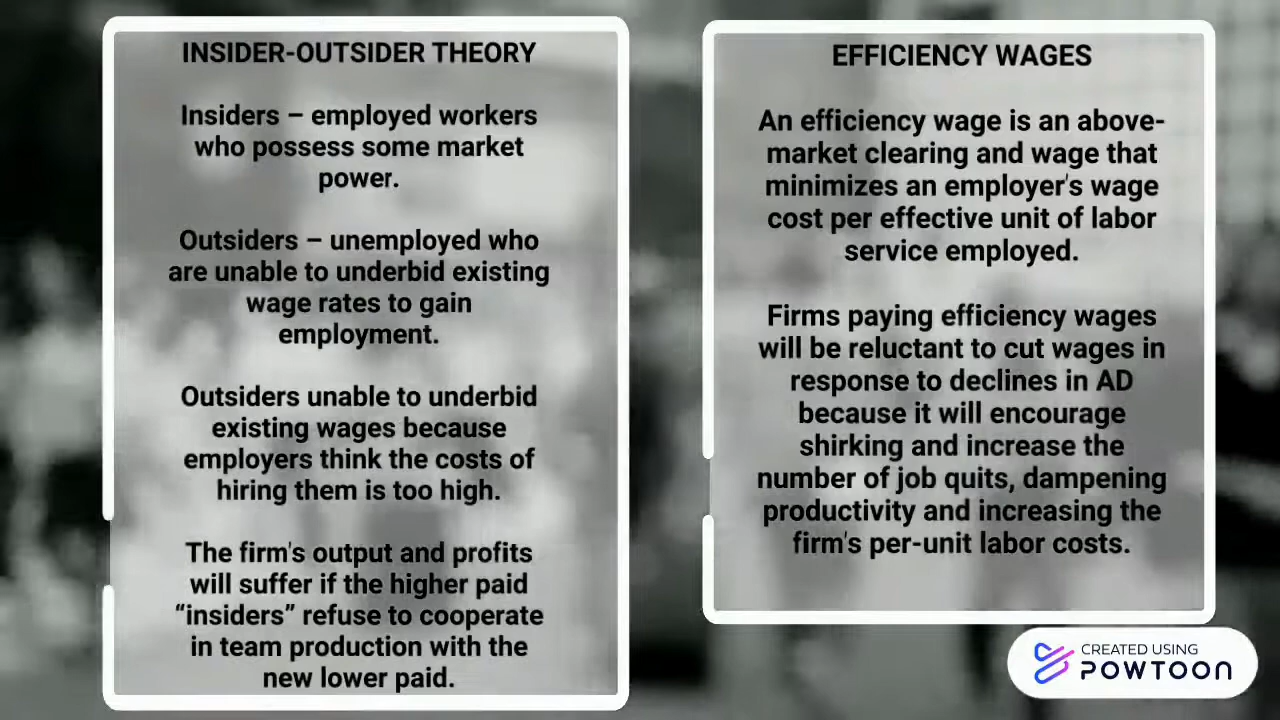 INSIDER-OUTSIDER THEORY
Insiders – employed workers
who possess some market
power.
Outsiders – unemployed who
are unable to underbid existing
wage rates to gain
employment.
Outsiders unable to underbid
existing wages because
employers think the costs of
hiring them is too high.
The firm's output and profits
will suffer if the higher paid
“insiders” refuse to cooperate
in team production with the
new lower paid.
EFFICIENCY WAGES
An efficiency wage is an above-
market clearing and wage that
minimizes an employer's wage
cost per effective unit of labor
service employed.
Firms paying efficiency wages
will be reluctant to cut wages in
response to declines in AD
because it will encourage
shirking and increase the
number of job quits, dampening
productivity and increasing the
firm's per-unit labor costs.
CREATED USING
POWTOON